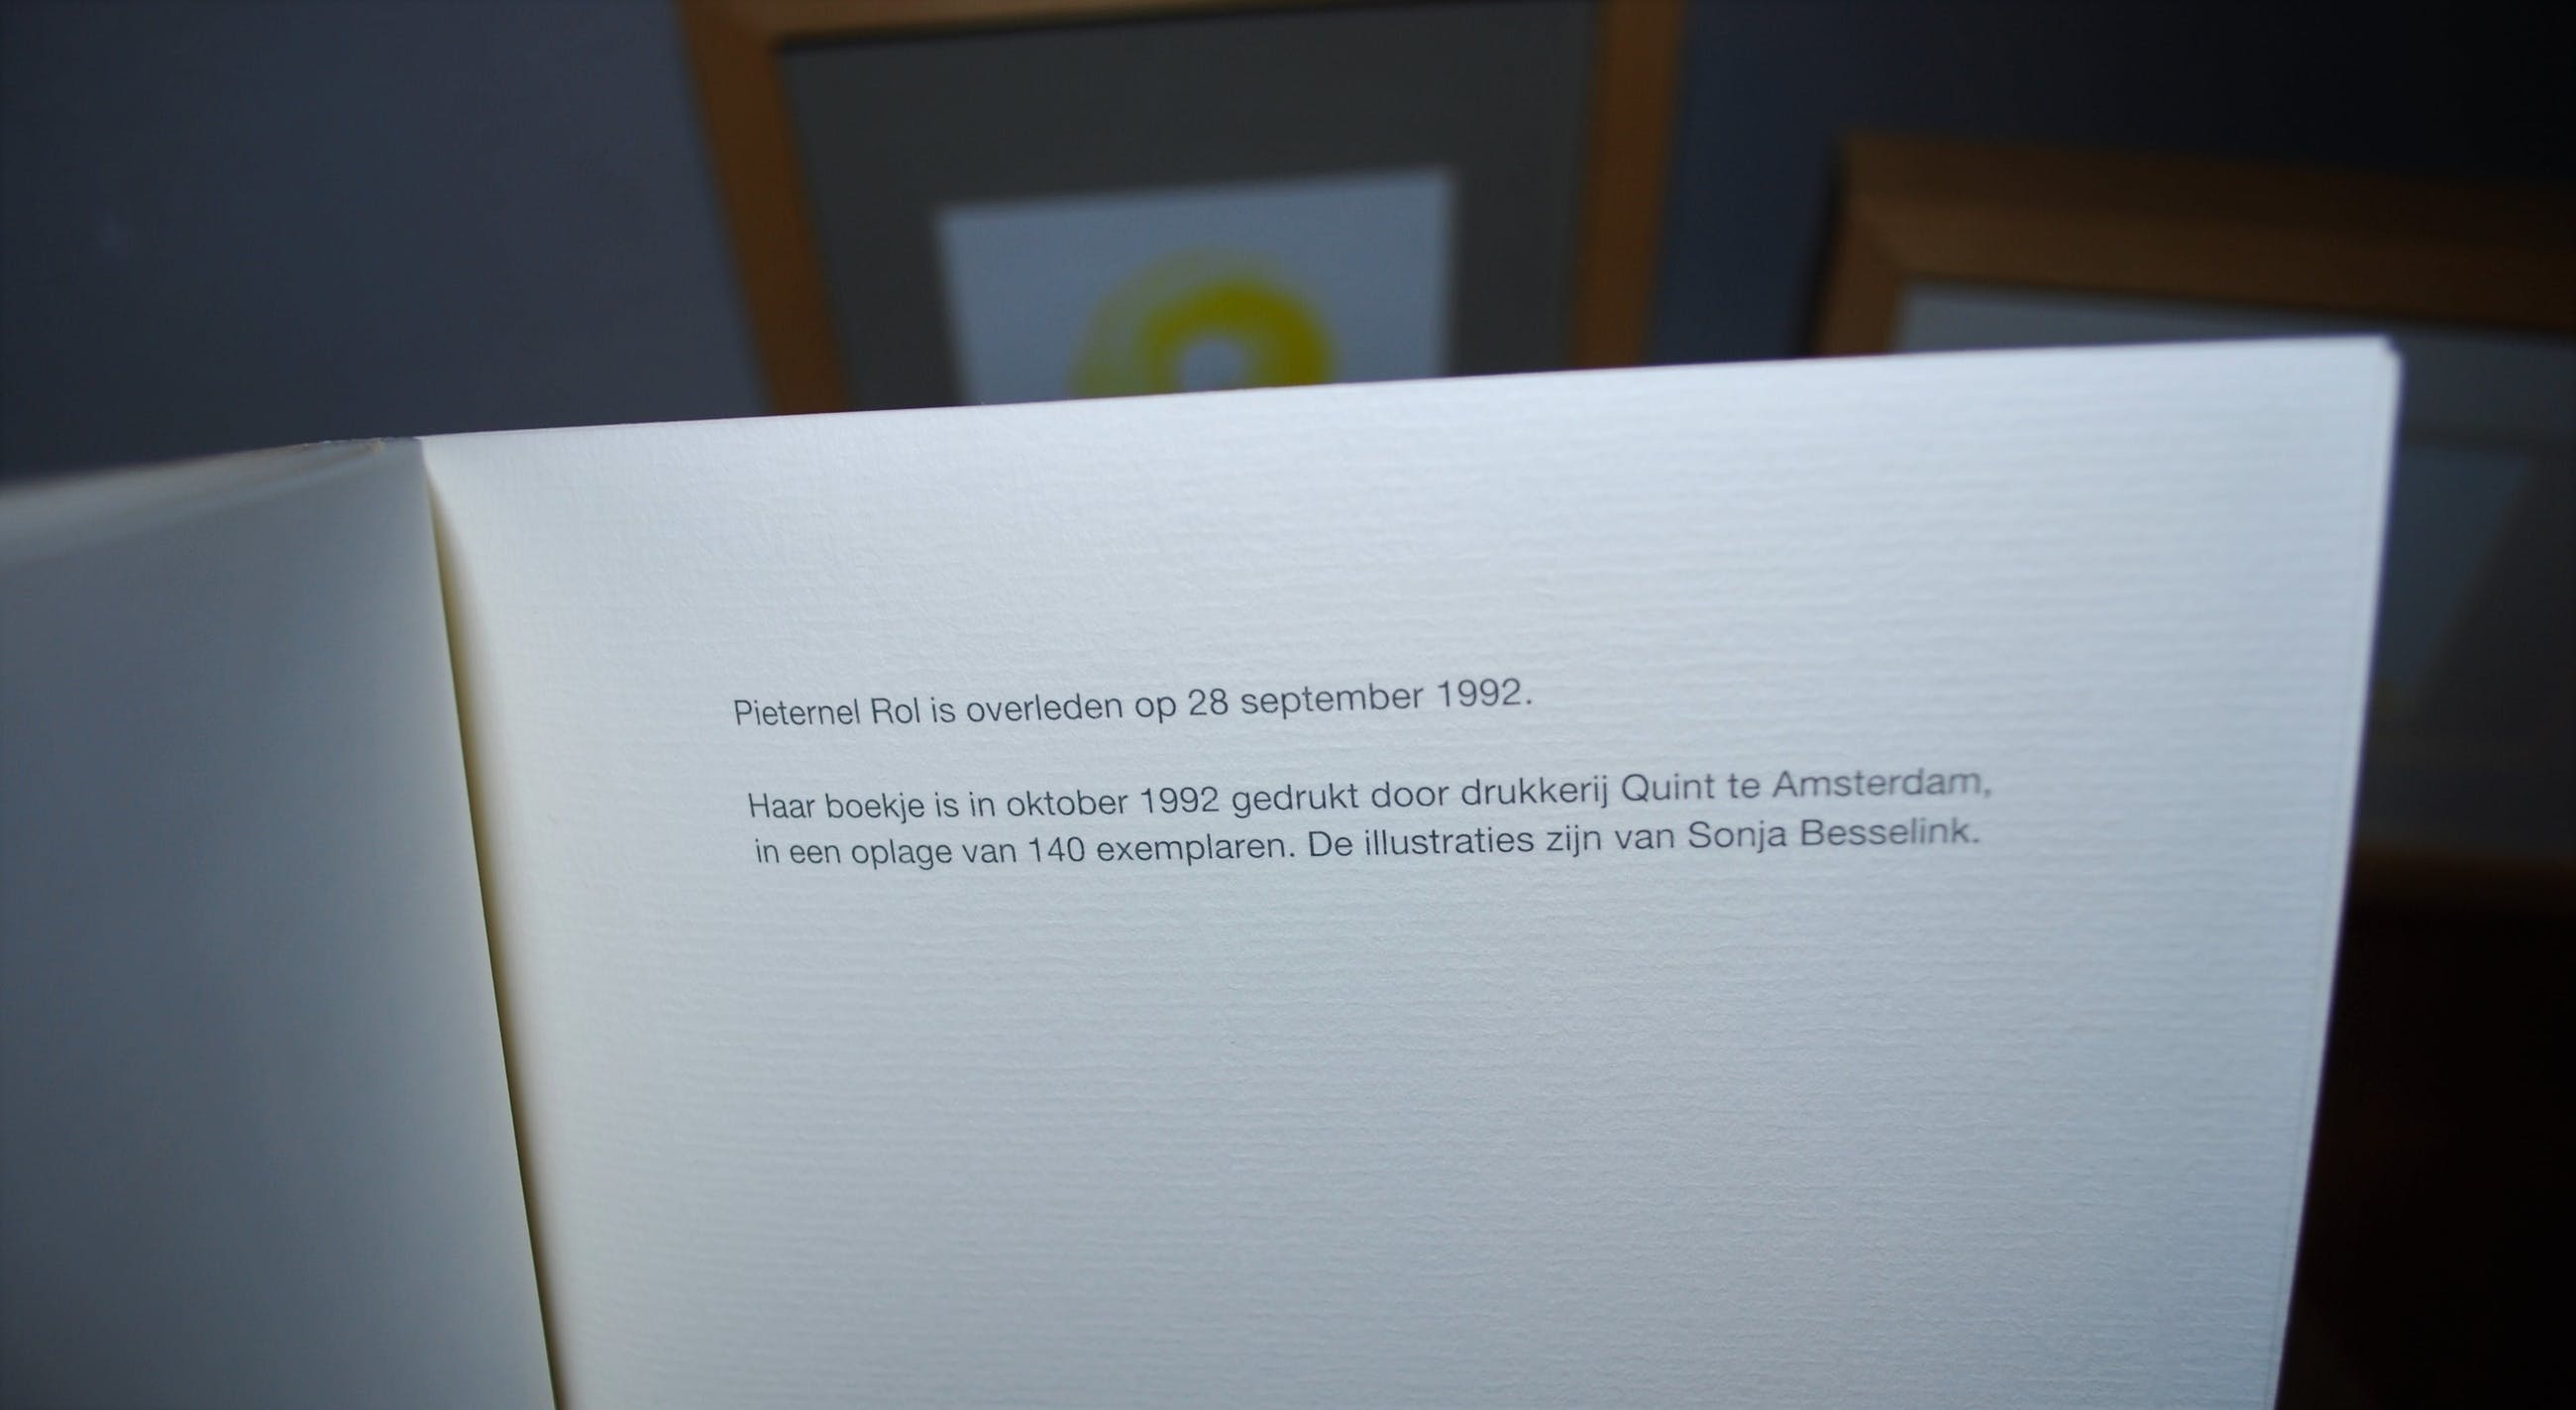 Pieternel Rol is overleden op 28 september 1992.
Haar boekje is in oktober 1992 gedrukt door drukkerij Quint te Amsterdam,
in een oplage van 140 exemplaren. De illustraties zijn van Sonja Besselink.